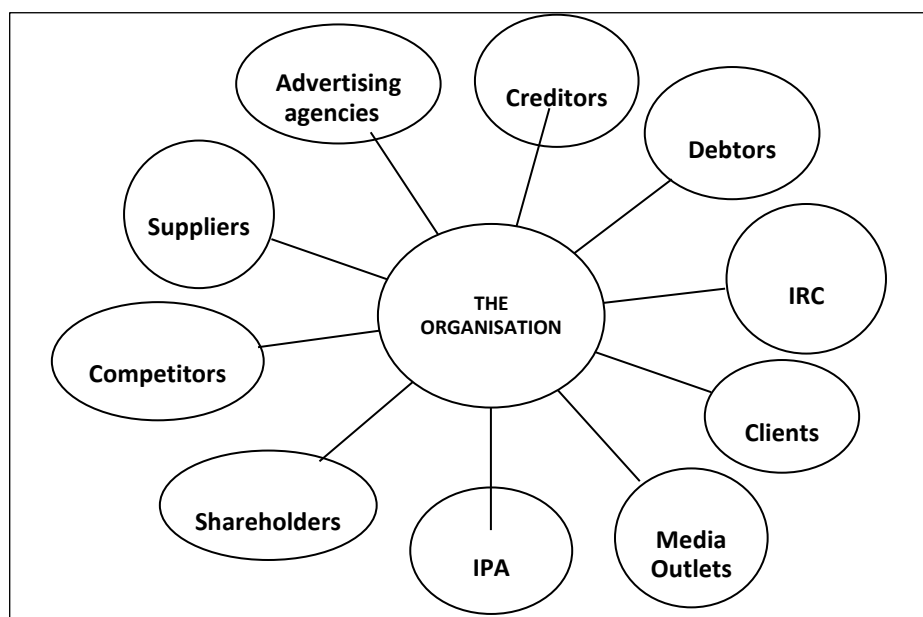 Advertising
agencies
Creditors
Debtors
Suppliers
IRC
THE
ORGANISATION
Competitors
Clients
Shareholders
IPA
Media
Outlets